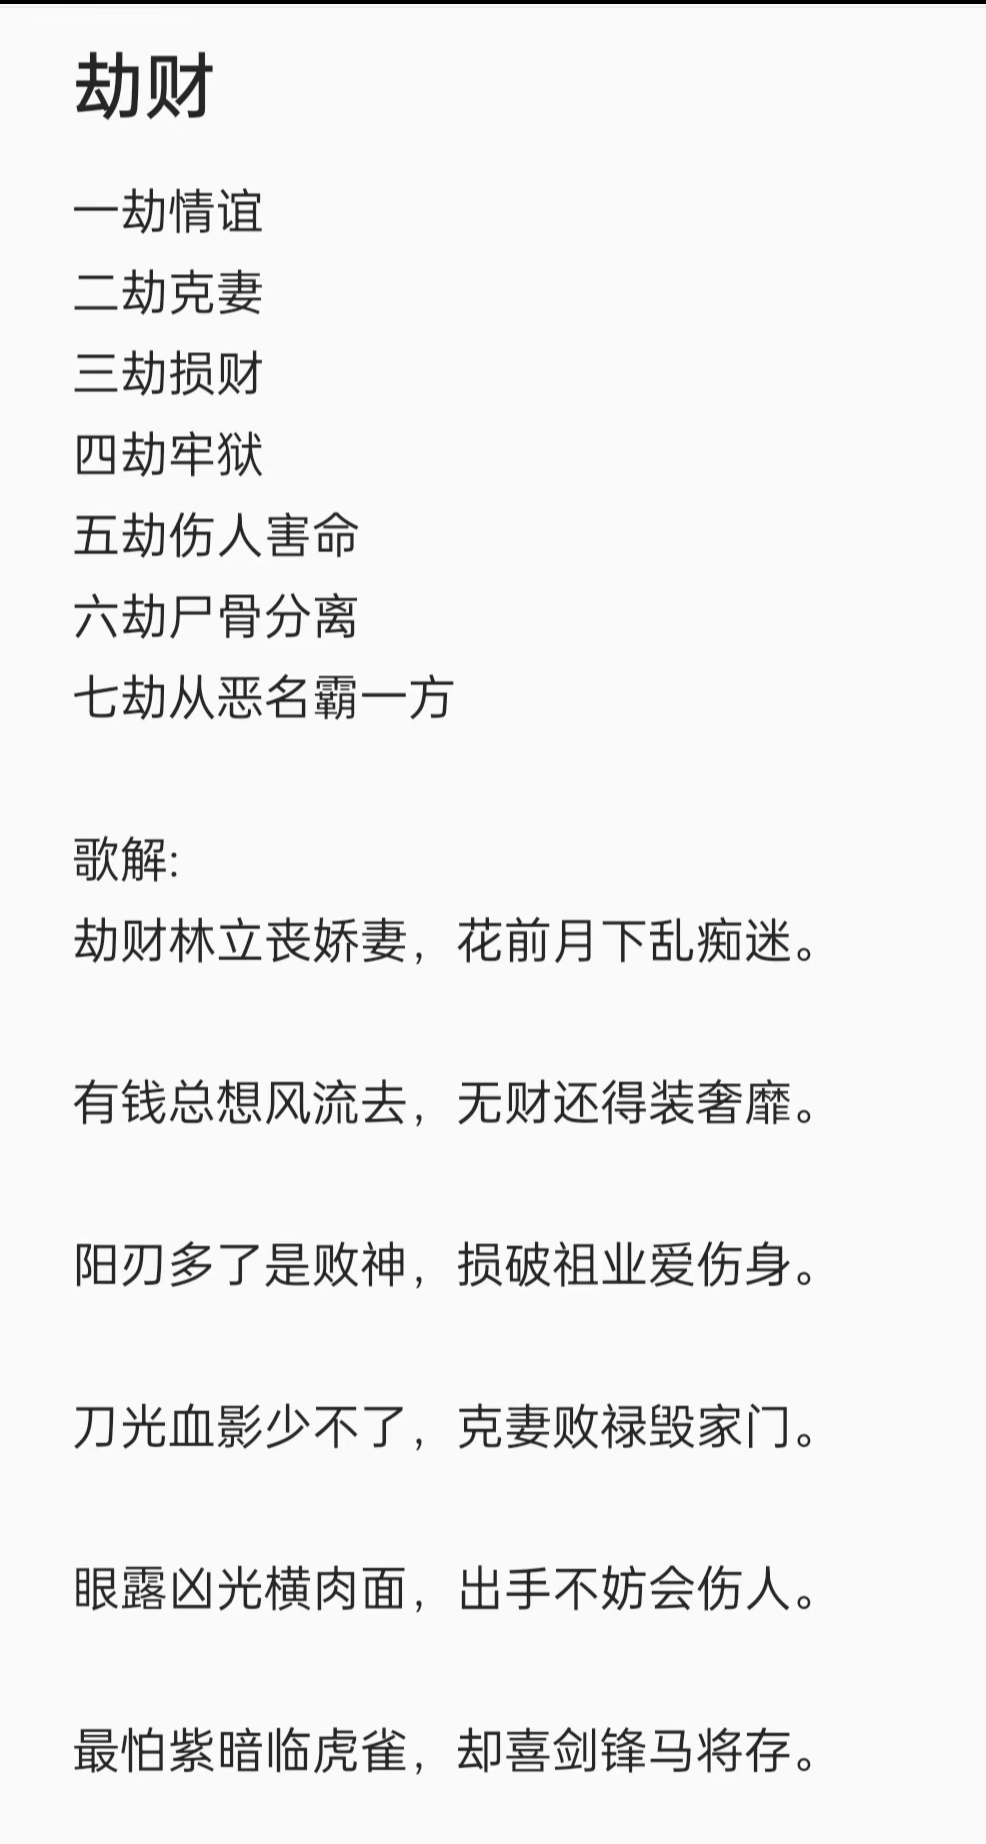 劫财
一劫情谊
二劫克妻
三劫损财
四劫牢狱
五劫伤人害命
六劫尸骨分离
七劫从恶名霸一方
歌解:
劫财林立丧娇妻，花前月下乱痴迷。
有钱总想风流去，无财还得装奢靡。
阳刃多了是败神，损破祖业爱伤身。
刀光血影少不了，克妻败禄毁家门。
眼露凶光横肉面，出手不妨会伤人。
最怕紫暗临虎雀，却喜剑锋马将存。